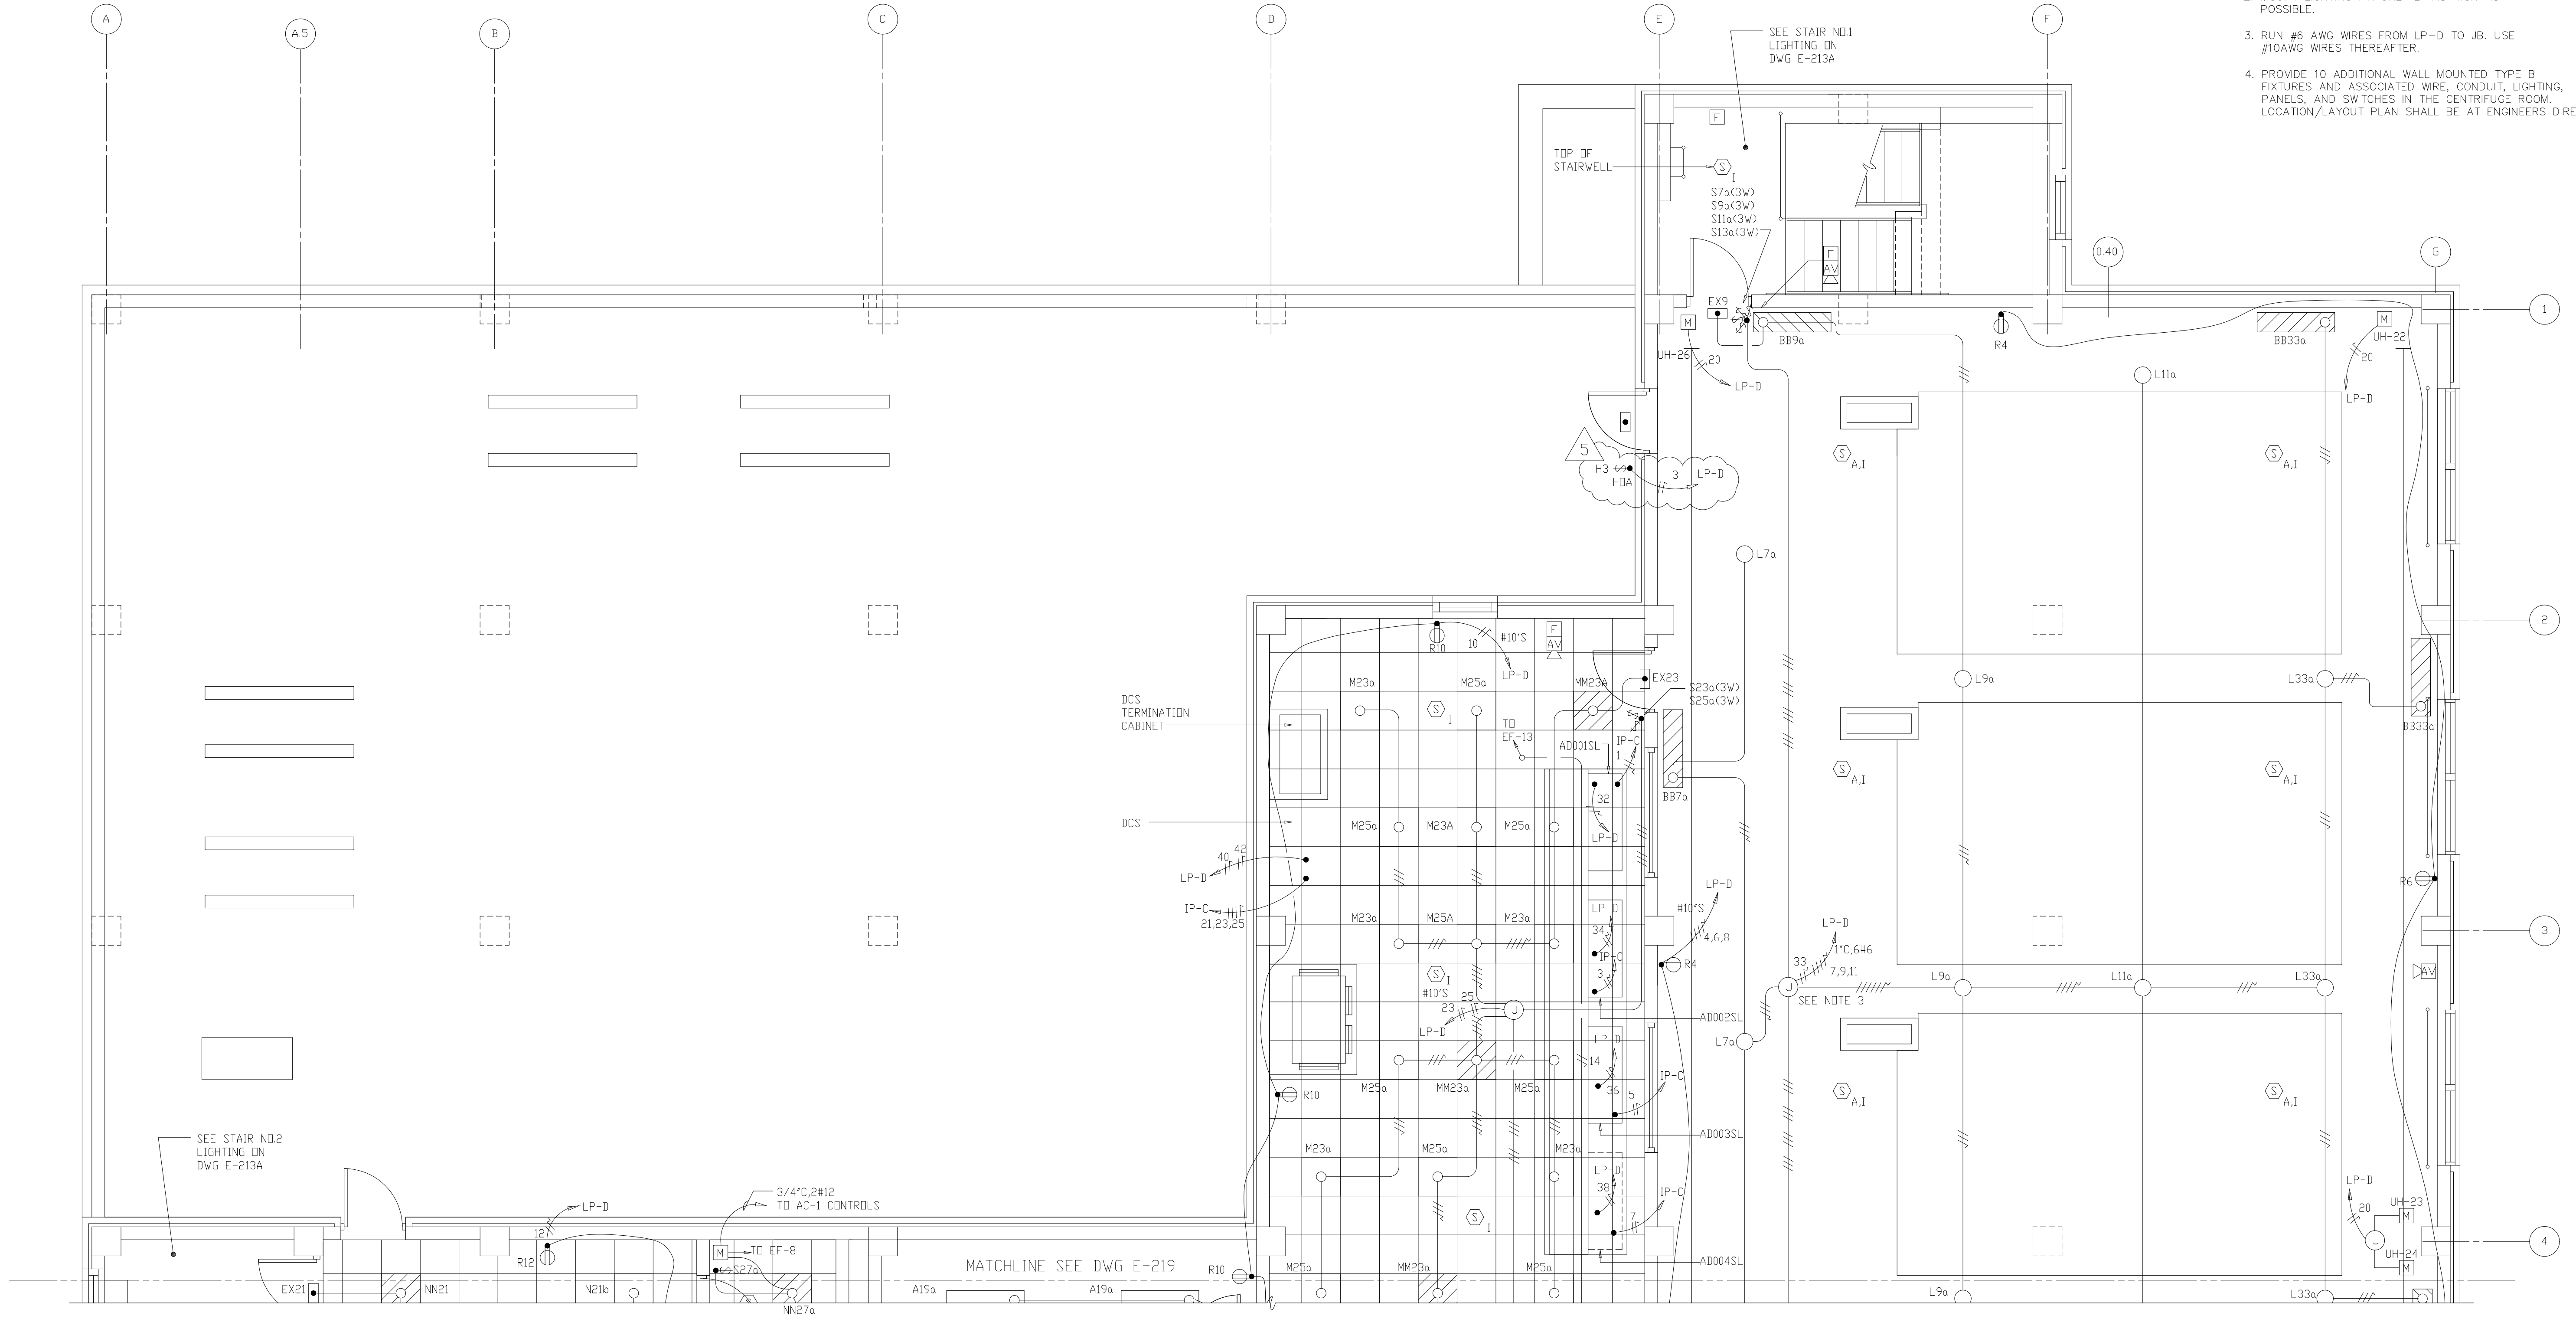 A
A.5
B
C
D
E
F
G
0.40
1
2
3
4
POSSIBLE.
3. RUN #6 AWG WIRES FROM LP-D TO JB. USE
#10AWG WIRES THEREAFTER.
4. PROVIDE 10 ADDITIONAL WALL MOUNTED TYPE B
FIXTURES AND ASSOCIATED WIRE, CONDUIT, LIGHTING,
PANELS, AND SWITCHES IN THE CENTRIFUGE ROOM.
LOCATION/LAYOUT PLAN SHALL BE AT ENGINEERS DIRE
SEE STAIR NO.1
LIGHTING ON
DWG E-213A
F
TOP OF
STAIRWELL
S
I
S7a(3W)
S9a(3W)
S11a(3W)
S13a(3W)
F
AV
EX9
M
UH-26
20
LP-D
BB9a
R4
BB33a
M
UH-22
20
LP-D
L11a
S
A,I
S
A,I
5
H3
HOA
3
LP-D
L7a
R10
10
#10'S
LP-D
F
AV
M23a
M25a
MM23A
EX23
S23a(3W)
S25a(3W)
L9a
L33a
BB33a
DCS
TERMINATION
CABINET
S
I
TO
EF-13
AD001SL
IP-C
1
32
LP-D
BB7a
S
A,I
S
A,I
DCS
M25a
M23A
M25a
40
42
LP-D
IP-C
21,23,25
M23a
M25A
M23a
LP-D
34
IP-C
3
LP-D
#10"S
4,6,8
R4
R6
S
I
#10'S
25
23
LP-D
J
AD002SL
LP-D
1"C,6#6
33
7,9,11
J
SEE NOTE 3
L9a
L11a
L33a
AV
L7a
LP-D
14
36
IP-C
5
M25a
MM23a
M25a
R10
AD003SL
S
A,I
S
A,I
SEE STAIR NO.2
LIGHTING ON
DWG E-213A
M23a
M25a
M23a
LP-D
38
IP-C
7
S
I
AD004SL
3/4"C,2#12
TO AC-1 CONTROLS
LP-D
12
R12
M
TO EF-8
S27a
LP-D
20
UH-23
M
J
UH-24
M
MATCHLINE SEE DWG E-219
R10
M25a
MM23a
M25a
EX21
NN21
N21b
NN27a
A19a
A19a
L9a
L33a